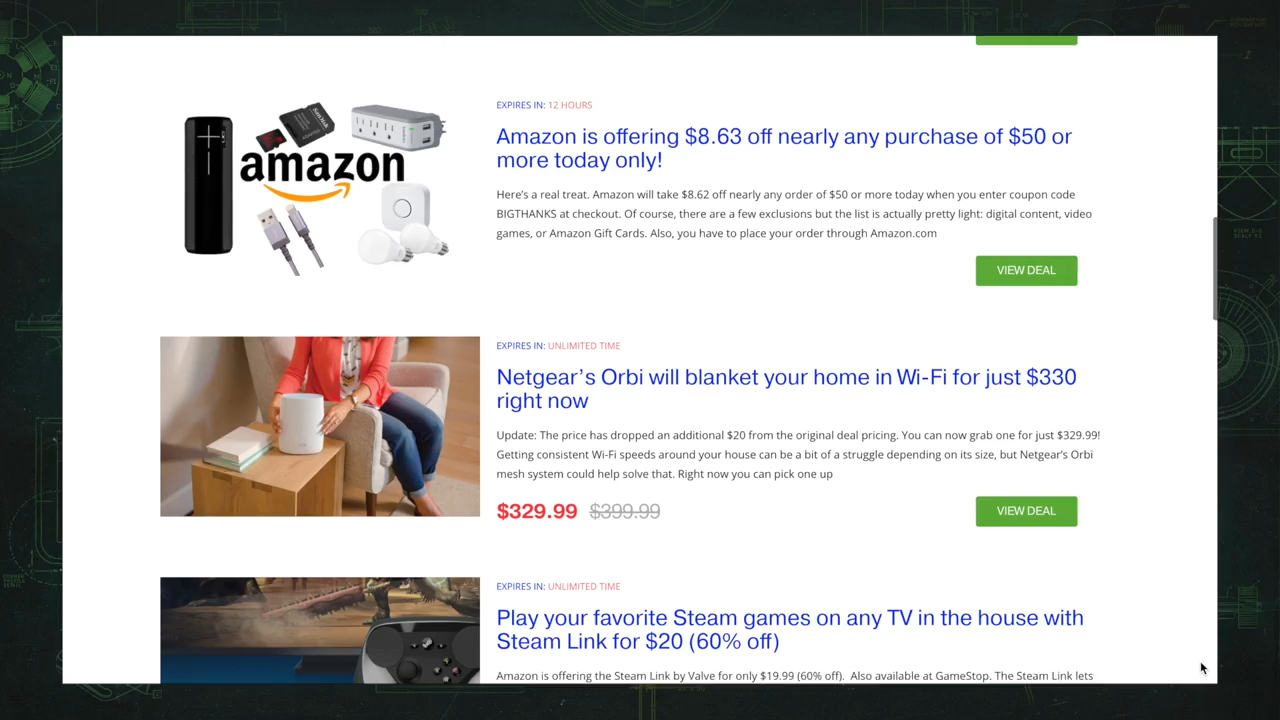 EXPIRES IN: 12 HOURS
amazon
Amazon is offering $8.63 off nearly any purchase of $50 or
more today only!
Here's a real treat. Amazon will take $8.62 off nearly any order of $50 or more today when you enter coupon code
BIGTHANKS at checkout. Of course, there are a few exclusions but the list is actually pretty light: digital content, video
games, or Amazon Gift Cards. Also, you have to place your order through Amazon.com
VIEW DEAL
EXPIRES IN: UNLIMITED TIME
Netgear's Orbi will blanket your home in Wi-Fi for just $330
right now
Update: The price has dropped an additional $20 from the original deal pricing. You can now grab one for just $329.99!
Getting consistent Wi-Fi speeds around your house can be a bit of a struggle depending on its size, but Netgear's Orbi
mesh system could help solve that. Right now you can pick one up
$329.99 $399.99
VIEW DEAL
EXPIRES IN: UNLIMITED TIME
Play your favorite Steam games on any TV in the house with
Steam Link for $20 (60% off)
Amazon is offering the Steam Link by Valve for only $19.99 (60% off). Also available at GameStop. The Steam Link lets